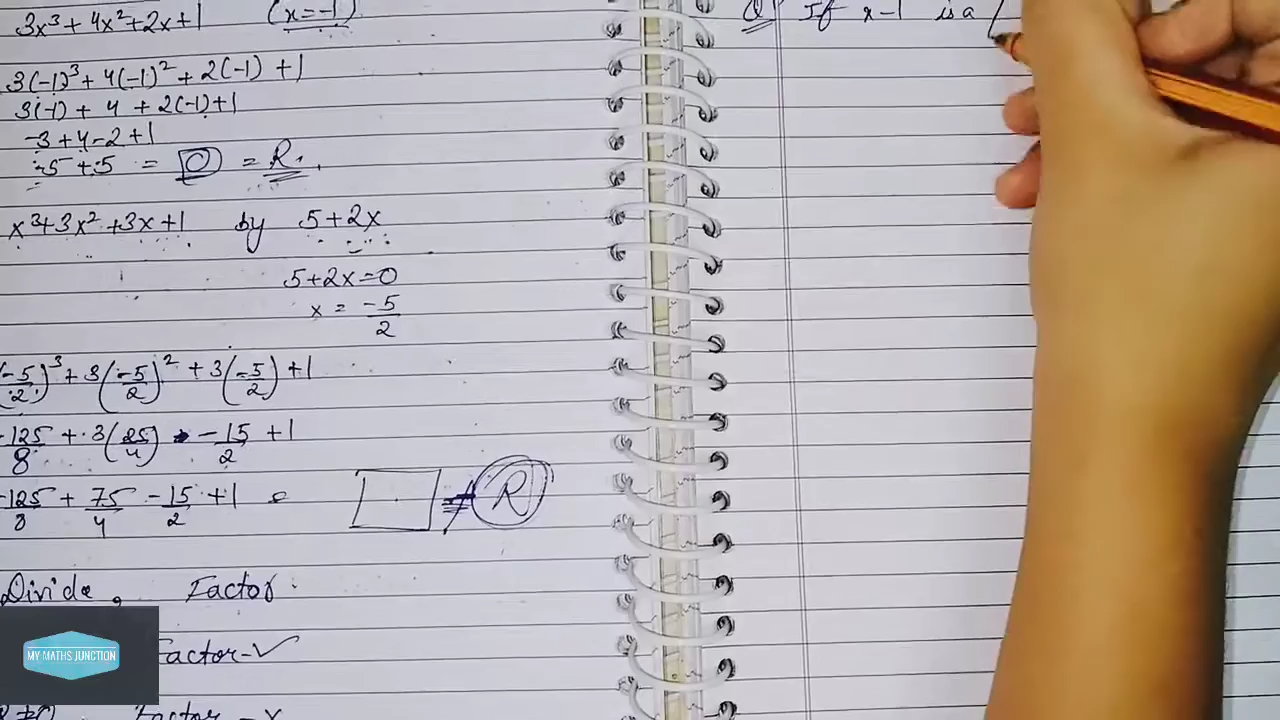 3x³ + 4x² + 2x + 1 (x = -1)
3(-1)³ + 4(-1)² + 2(-1) + 1
3(-1) + 4 + 2(-1) + 1
-3 + 4 - 2 + 1
-5 + 5 = 0 = R.
x³ + 3x² + 3x + 1 by 5 + 2x
5 + 2x = 0
x = -5/2
(-5/2)³ + 3(-5/2)² + 3(-5/2) + 1
-125/8 + 3(25/4) - 15/2 + 1
-125/8 + 75/4 - 15/2 + 1 = ≠ R
Divide, Factor.
Factor - ✓
≠0, Factor - x
MY MATHS JUNCTION
Q) If x-1 is a